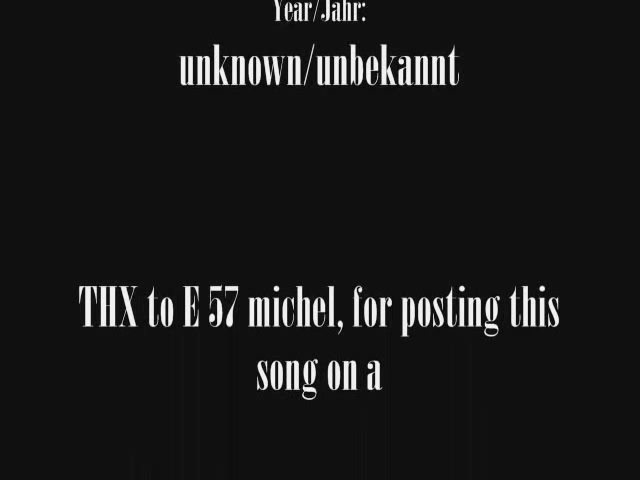 Year/Jahr:
unknown/unbekannt
THX to E 57 michel, for posting this
song on a